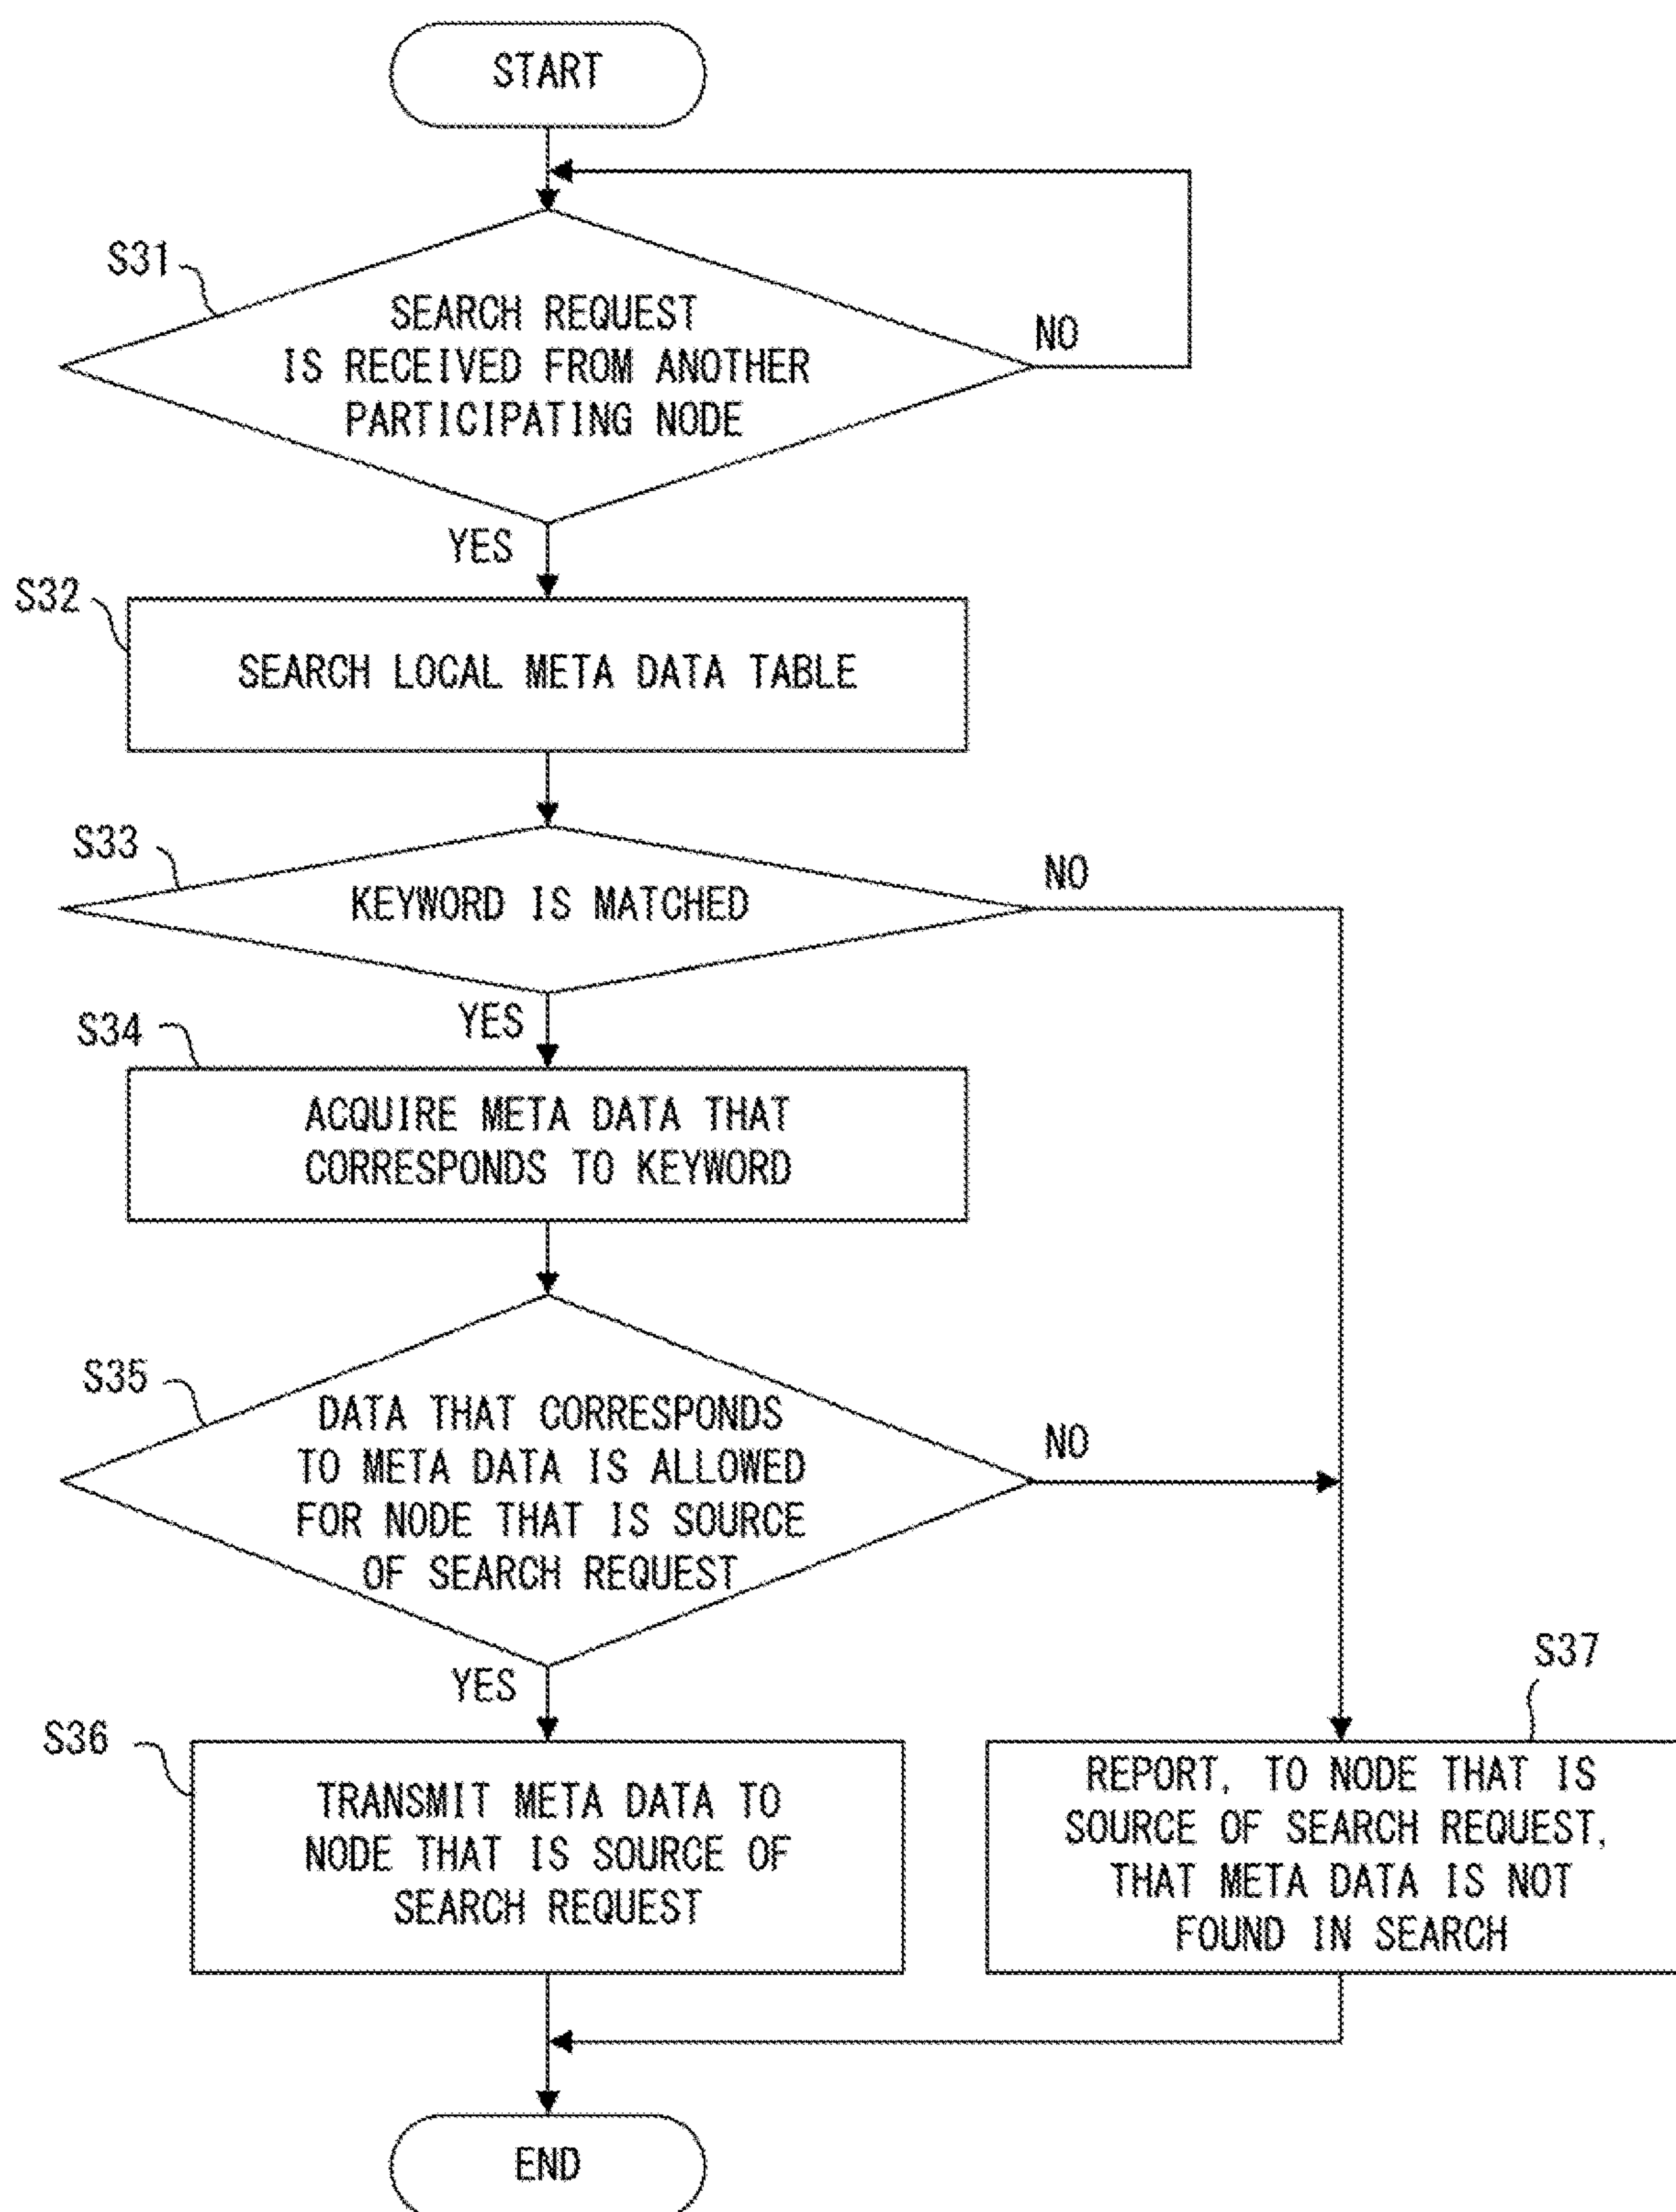 START
S31
SEARCH REQUEST
IS RECEIVED FROM ANOTHER
PARTICIPATING NODE
NO
YES
S32
SEARCH LOCAL META DATA TABLE
S33
KEYWORD IS MATCHED
NO
YES
S34
ACQUIRE META DATA THAT
CORRESPONDS TO KEYWORD
S35
DATA THAT CORRESPONDS
TO META DATA IS ALLOWED
FOR NODE THAT IS SOURCE
OF SEARCH REQUEST
NO
YES
S36
TRANSMIT META DATA TO
NODE THAT IS SOURCE OF
SEARCH REQUEST
S37
REPORT, TO NODE THAT IS
SOURCE OF SEARCH REQUEST,
THAT META DATA IS NOT
FOUND IN SEARCH
END